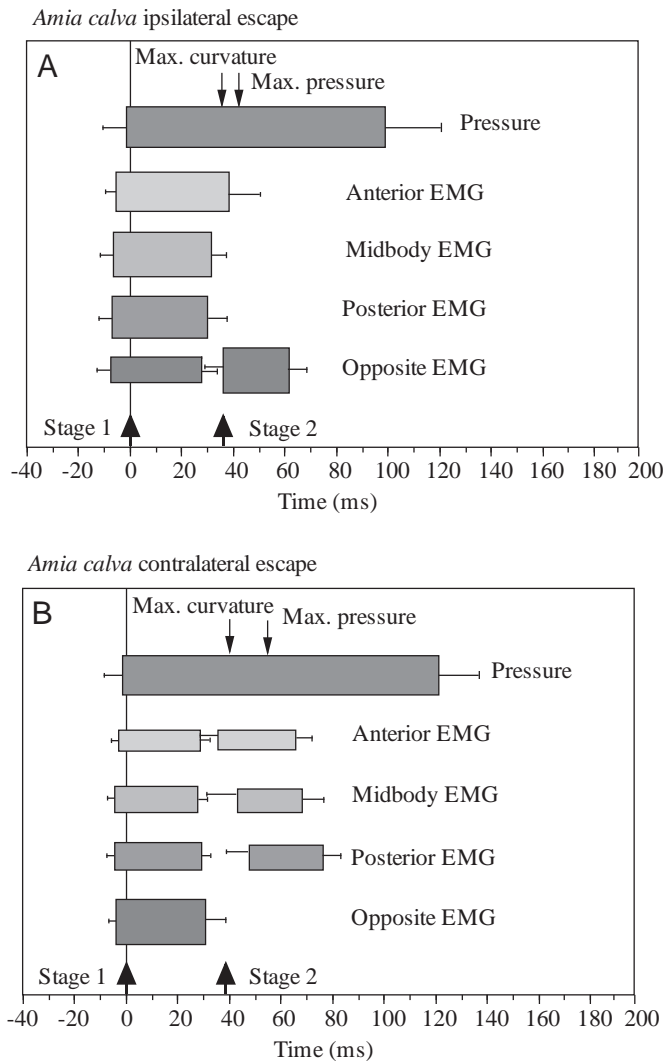 Amia calva ipsilateral escape
A
Max. curvature
Max. pressure
Pressure
Anterior EMG
Midbody EMG
Posterior EMG
Opposite EMG
Stage 1
Stage 2
-40 -20 0 20 40 60 80 100 120 140 160 180 200
Time (ms)
Amia calva contralateral escape
B
Max. curvature
Max. pressure
Pressure
Anterior EMG
Midbody EMG
Posterior EMG
Opposite EMG
Stage 1
Stage 2
-40 -20 0 20 40 60 80 100 120 140 160 180 200
Time (ms)